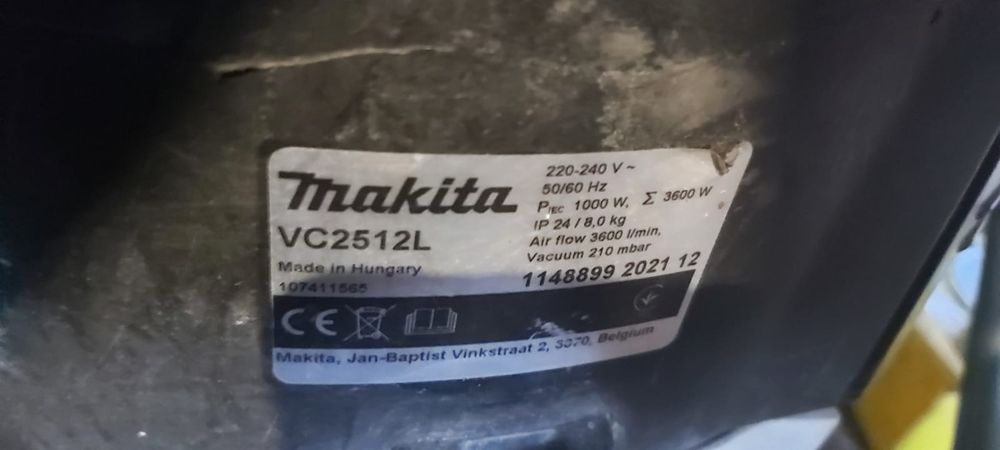 makita
VC2512L
Made in Hungary
107411565
220-240 V ~
50/60 Hz
PIEC 1000 W, Σ 3600 W
IP 24 / 8,0 kg
Air flow 3600 l/min,
Vacuum 210 mbar
1148899 2021 12
CE
Makita, Jan-Baptist Vinkstraat 2, 3070, Belgium